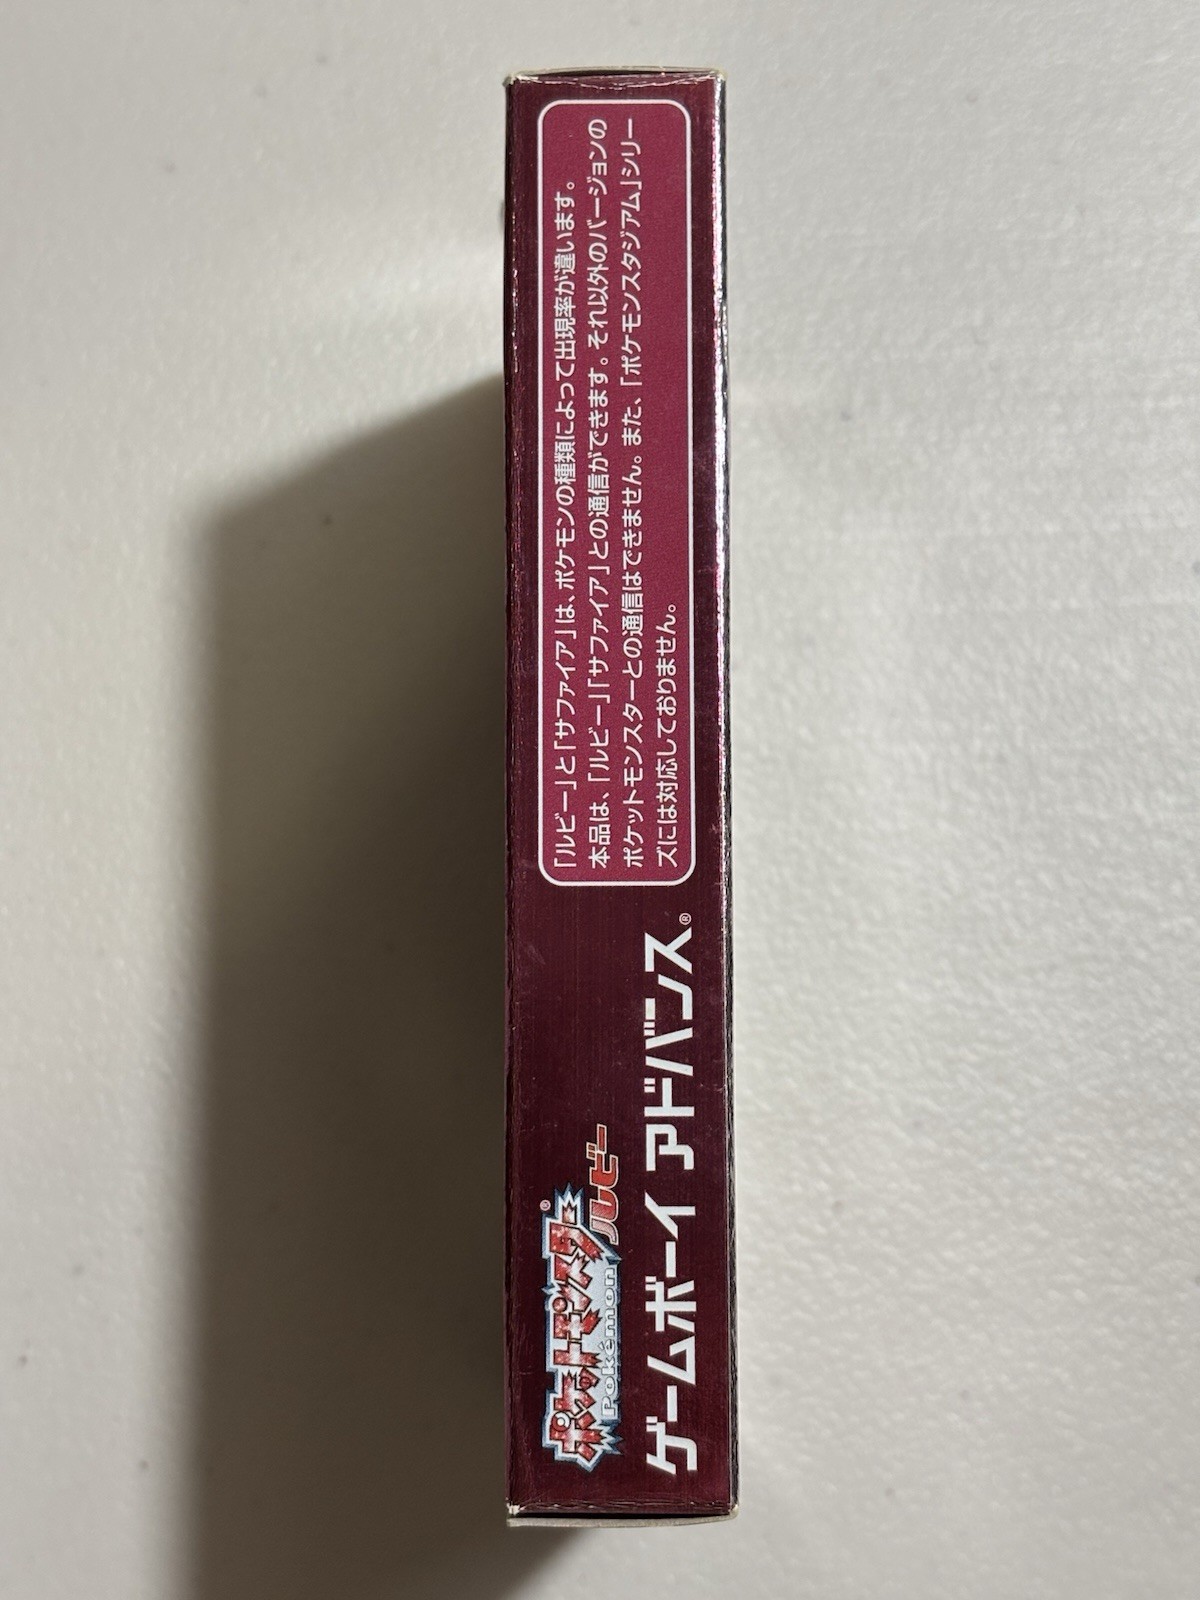 「ルビー」と「サファイア」は、ポケモンの種類によって出現率が違います。
本品は、「ルビー」「サファイア」との通信ができます。それ以外のバージョンの
ポケットモンスターとの通信はできません。また、「ポケモンスタジアム」シリー
ズには対応しておりません。
ポケットモンスター®
Pokémon
ルビー
ゲームボーイ アドバンス®